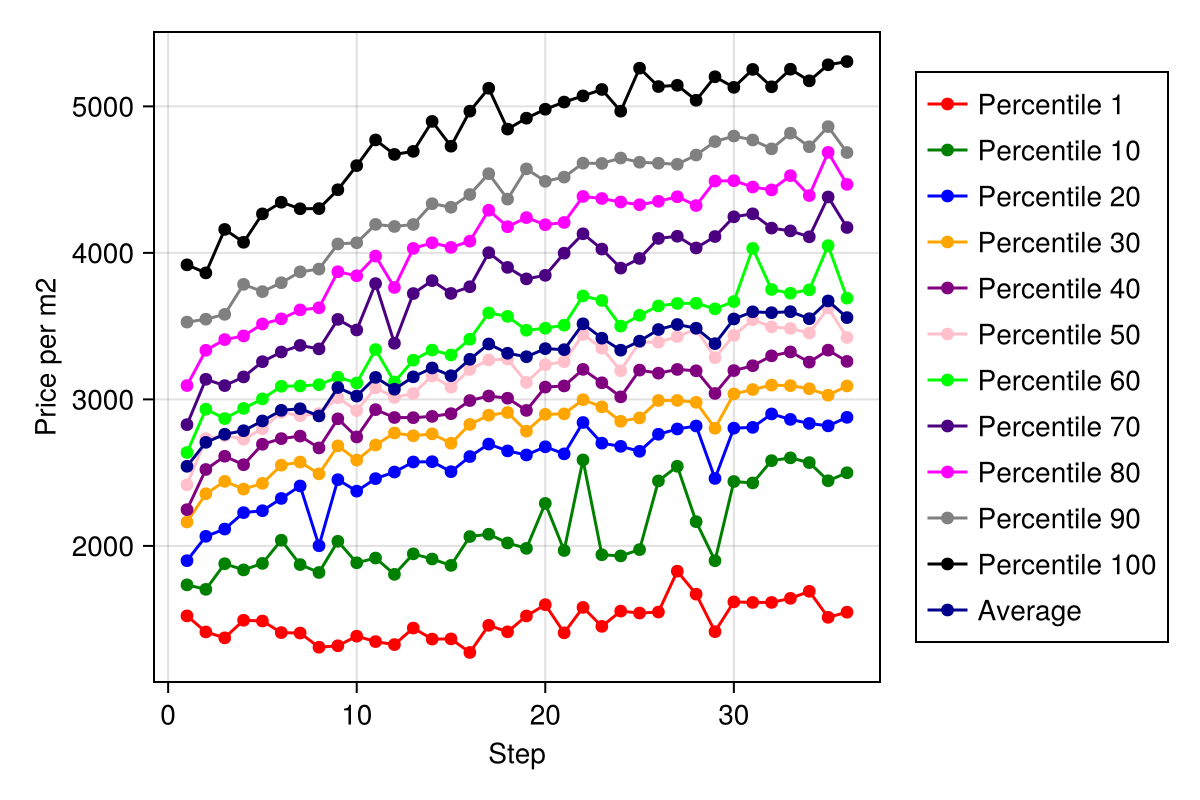 5000
4000
3000
2000
Price per m2
0 10 20 30
Step
Percentile 1
Percentile 10
Percentile 20
Percentile 30
Percentile 40
Percentile 50
Percentile 60
Percentile 70
Percentile 80
Percentile 90
Percentile 100
Average